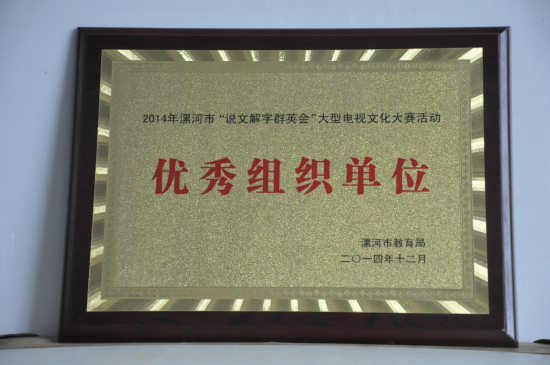 2014年漯河市“说文解字群英会”大型电视文化大赛活动
优秀组织单位
漯河市教育局
二〇一四年十二月